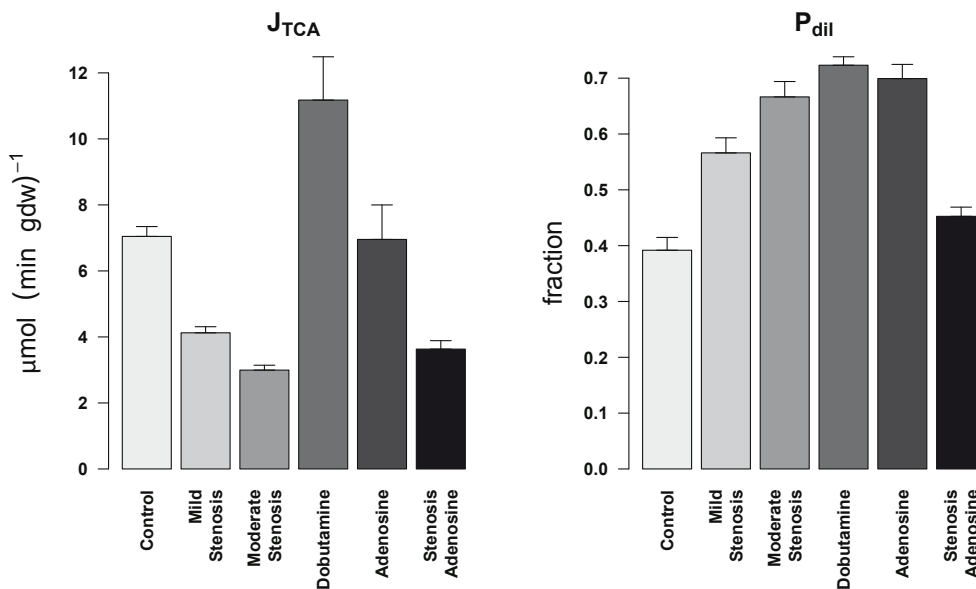 J_TCA
µmol (min gdw)⁻¹
12
10
8
6
4
2
0
Control
Mild
Stenosis
Moderate
Stenosis
Dobutamine
Adenosine
Stenosis
Adenosine
P_dil
fraction
0.7
0.6
0.5
0.4
0.3
0.2
0.1
0.0
Control
Mild
Stenosis
Moderate
Stenosis
Dobutamine
Adenosine
Stenosis
Adenosine